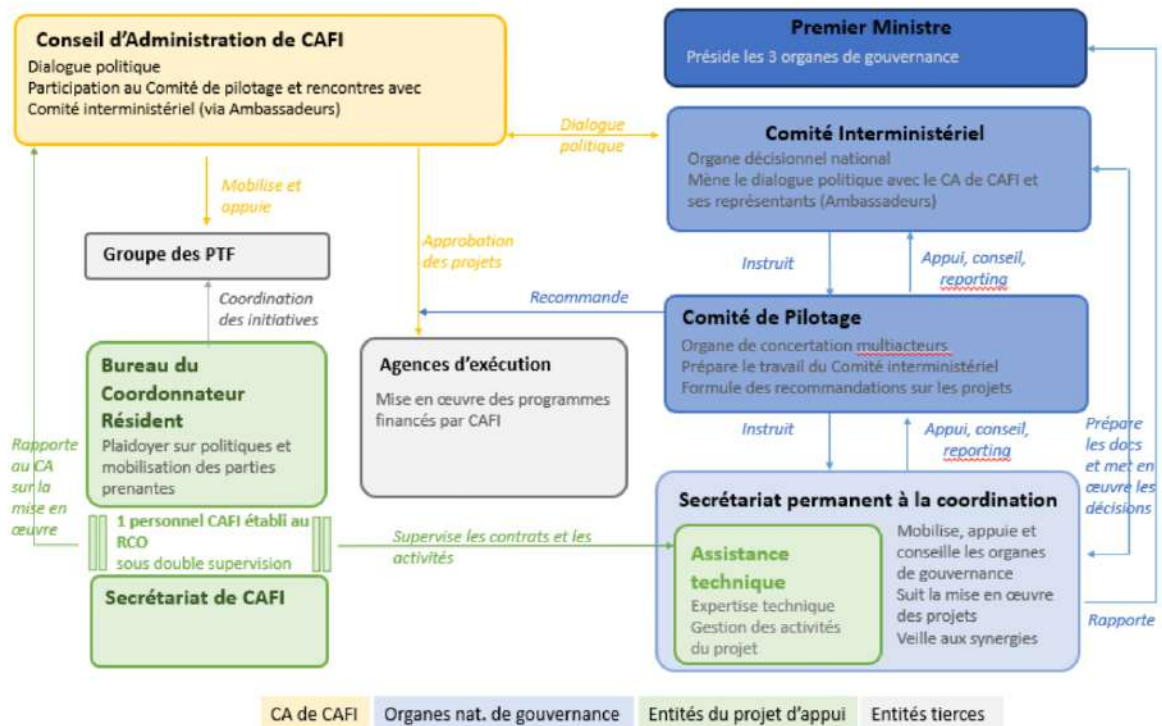 Conseil d'Administration de CAFI
Dialogue politique
Participation au Comité de pilotage et rencontres avec
Comité interministériel (via Ambassadeurs)
Premier Ministre
Préside les 3 organes de gouvernance
Dialogue
politique
Comité Interministériel
Organe décisionnel national
Mène le dialogue politique avec le CA de CAFI et
ses représentants (Ambassadeurs)
Mobilise et
appuie
Groupe des PTF
Approbation
des projets
Instruit
Appui, conseil,
reporting
Coordination
des initiatives
Recommande
Comité de Pilotage
Organe de concertation multiacteurs
Prépare le travail du Comité interministériel
Formule des recommandations sur les projets
Bureau du
Coordonnateur
Résident
Plaidoyer sur politiques et
mobilisation des parties
prenantes
Agences d'exécution
Mise en œuvre des programmes
financés par CAFI
Instruit
Appui, conseil,
reporting
Prépare
les docs
et met en
œuvre les
décisions
Rapporte
au CA
sur la
mise en
œuvre
1 personnel CAFI établi au
RCO
sous double supervision
Supervise les contrats et les
activités
Secrétariat de CAFI
Secrétariat permanent à la coordination
Assistance
technique
Expertise technique
Gestion des activités
du projet
Mobilise, appuie et
conseille les organes
de gouvernance
Suit la mise en œuvre
des projets
Veille aux synergies
Rapporte
CA de CAFI
Organes nat. de gouvernance
Entités du projet d'appui
Entités tierces